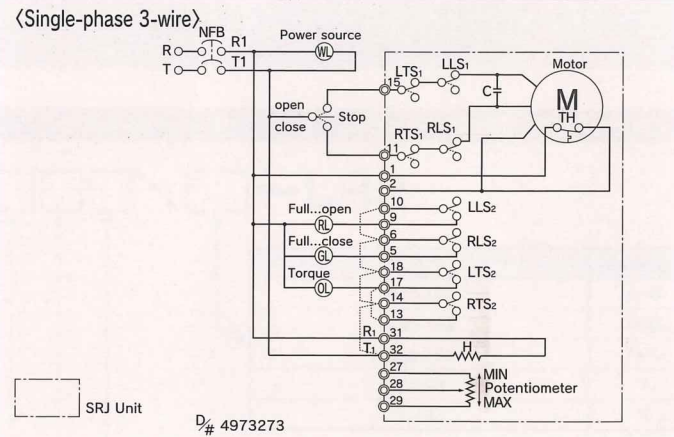 〈Single-phase 3-wire〉
NFB
Power source
R R1 WL
T T1
LTS1 LLS1 Motor
15
C
M
TH
open
close Stop
RTS1 RLS1
11
1
2
Full...open 10 LLS2
RL 9
Full...close 6 RLS2
GL 5
Torque 18 LTS2
OL 17
14 RTS2
13
R1 31
T1 32 H
27 MIN
28 Potentiometer
29 MAX
SRJ Unit
D/# 4973273